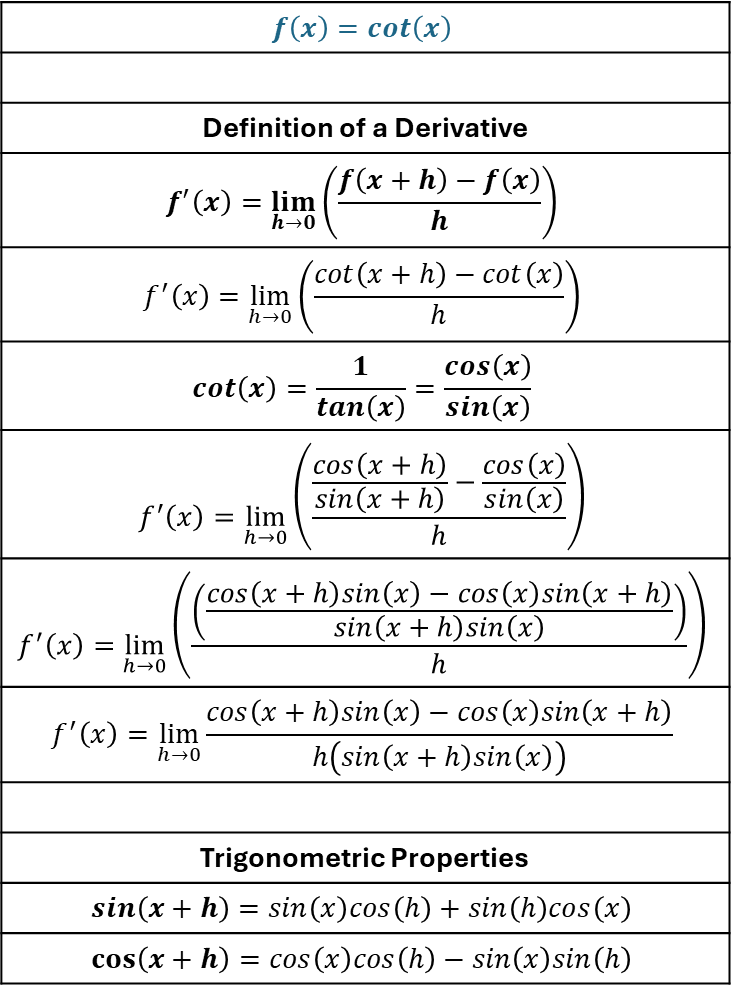 f(x) = cot(x)
Definition of a Derivative
f′(x) = lim_{h→0} ((f(x + h) − f(x))/h)
f′(x) = lim_{h→0} ((cot(x + h) − cot(x))/h)
cot(x) = 1/tan(x) = cos(x)/sin(x)
f′(x) = lim_{h→0} ((cos(x + h)/sin(x + h) − cos(x)/sin(x))/h)
f′(x) = lim_{h→0} (((cos(x + h)sin(x) − cos(x)sin(x + h))/(sin(x + h)sin(x)))/h)
f′(x) = lim_{h→0} (cos(x + h)sin(x) − cos(x)sin(x + h))/(h(sin(x + h)sin(x)))
Trigonometric Properties
sin(x + h) = sin(x)cos(h) + sin(h)cos(x)
cos(x + h) = cos(x)cos(h) − sin(x)sin(h)